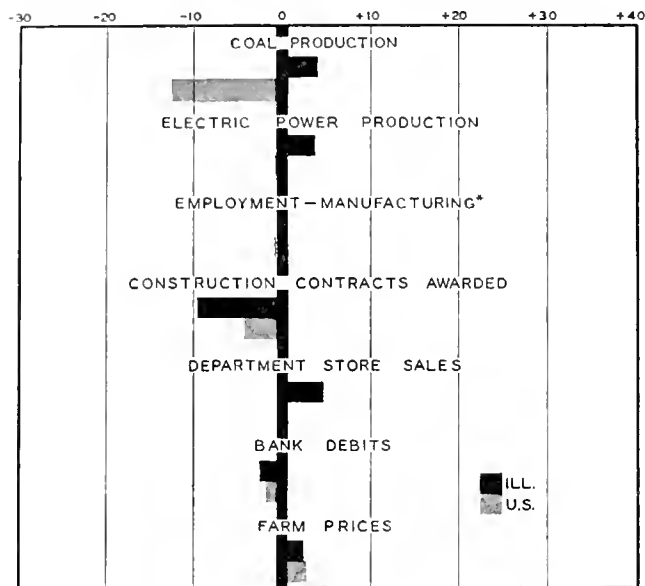 -30 -20 -10 0 +10 +20 +30 +40
COAL PRODUCTION
ELECTRIC POWER PRODUCTION
EMPLOYMENT—MANUFACTURING*
CONSTRUCTION CONTRACTS AWARDED
DEPARTMENT STORE SALES
BANK DEBITS
ILL.
U.S.
FARM PRICES